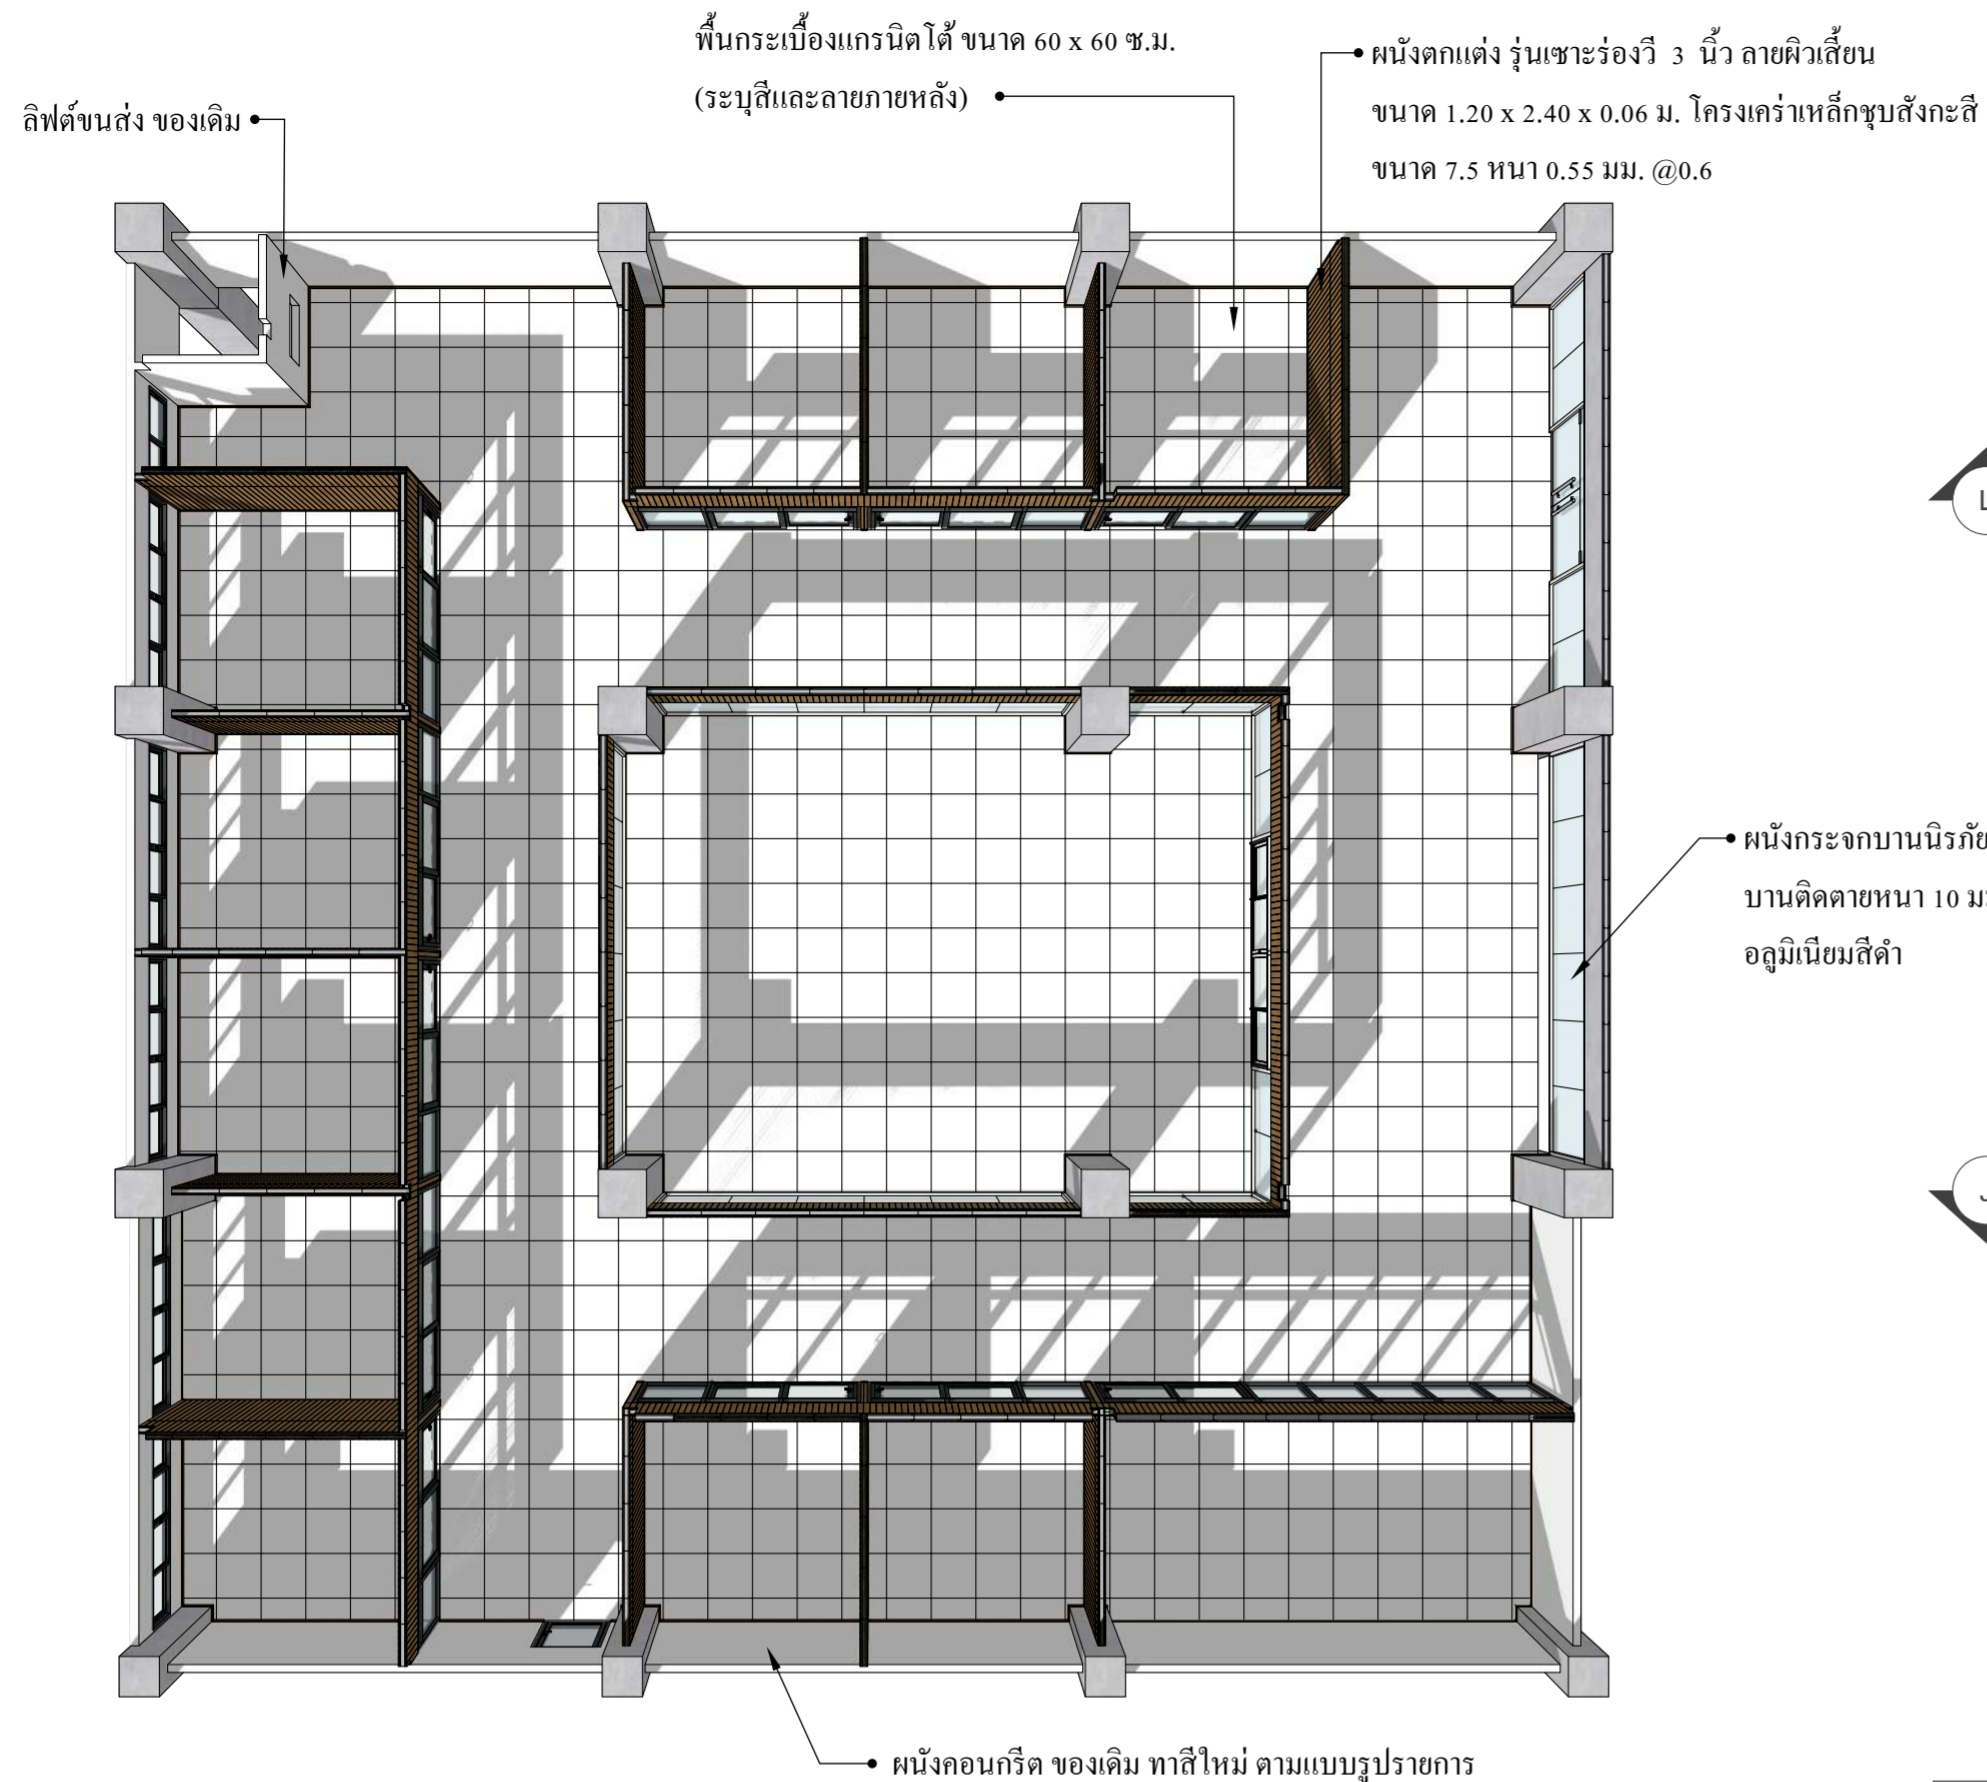 พื้นกระเบื้องแกรนิตโต้ ขนาด 60 x 60 ซ.ม.
(ระบุสีและลายภายหลัง)
ผนังตกแต่ง รุ่นเซาะร่องวี 3 นิ้ว ลายผิวเสี้ยน
ขนาด 1.20 x 2.40 x 0.06 ม. โครงเคร่าเหล็กชุบสังกะสี
ขนาด 7.5 หนา 0.55 มม. @0.6
ลิฟต์ขนส่ง ของเดิม
ผนังกระจกบานนิรภัย
บานติดตายหนา 10
อลูมิเนียมสีดำ
ผนังคอนกรีต ของเดิม ทาสีใหม่ ตามแบบรูปรายการ